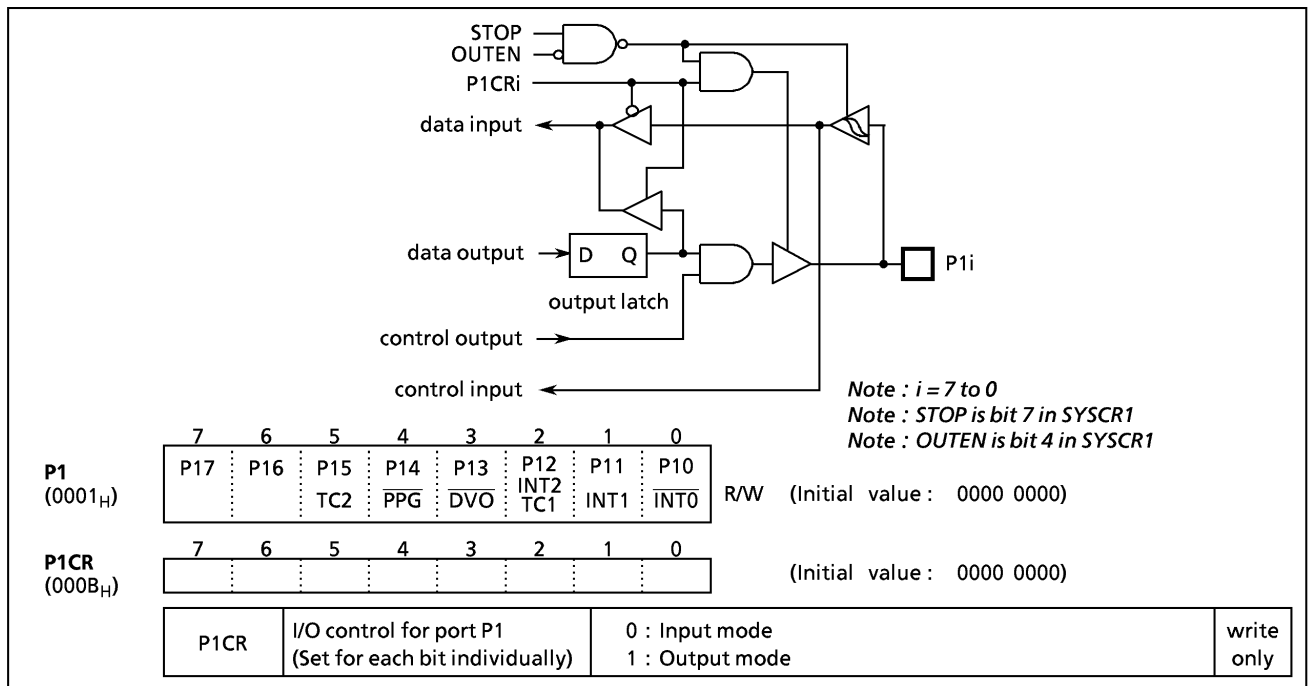 STOP
OUTEN
P1CRi
data input
data output
D Q
P1i
output latch
control output
control input
Note : i = 7 to 0
Note : STOP is bit 7 in SYSCR1
Note : OUTEN is bit 4 in SYSCR1
7 6 5 4 3 2 1 0
P1 (0001H)
P17 P16 P15 P14 P13 P12 P11 P10
TC2 PPG DVO INT2 TC1 INT1 INT0
R/W (Initial value : 0000 0000)
7 6 5 4 3 2 1 0
P1CR
(000BH)
(Initial value : 0000 0000)
P1CR
I/O control for port P1
(Set for each bit individually)
0 : Input mode
1 : Output mode
write
only